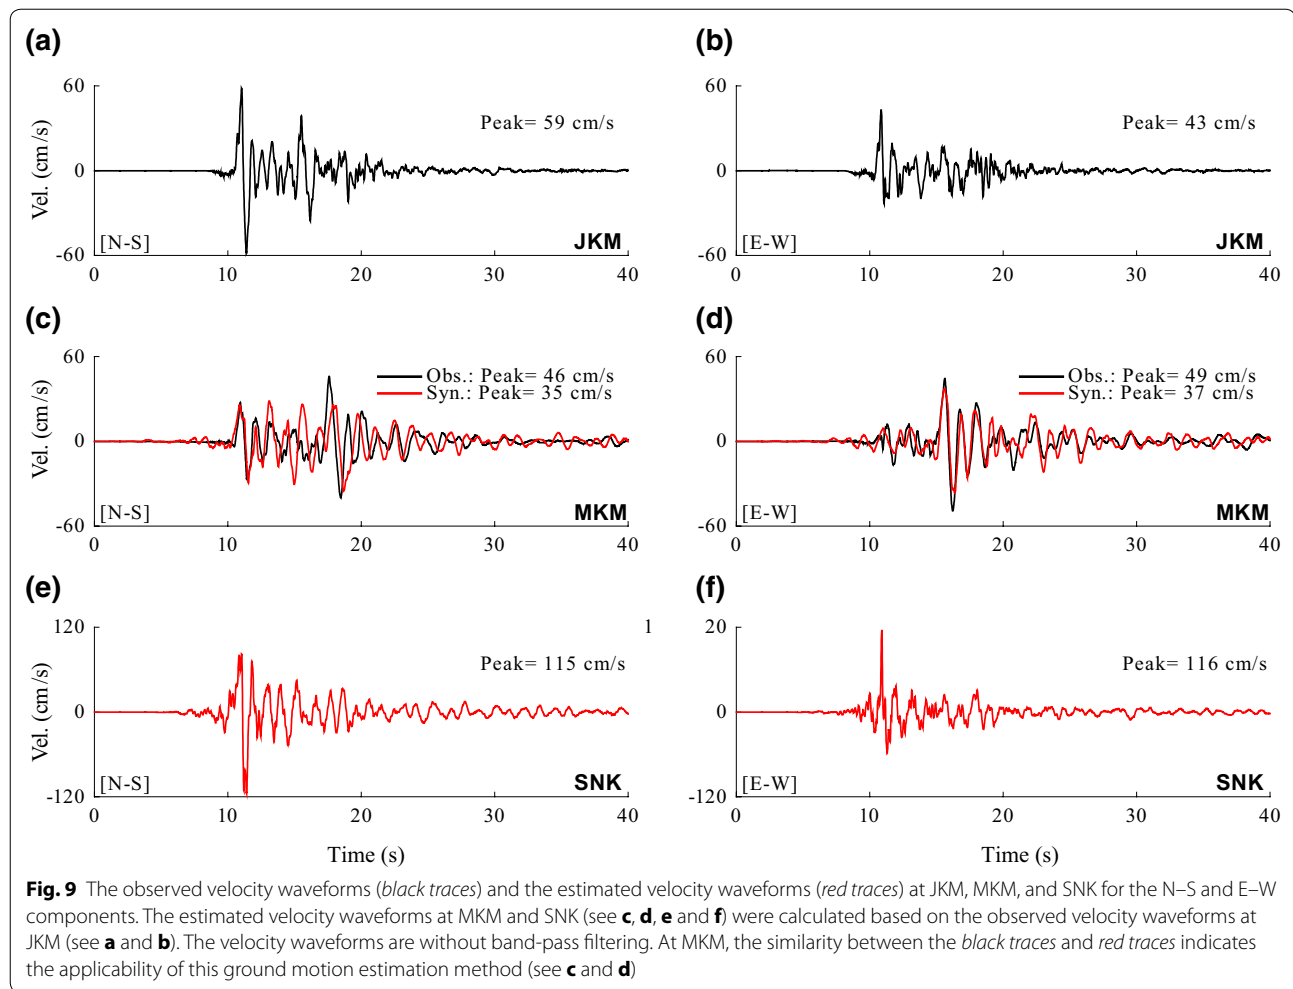 (a)
60
Vel. (cm/s)
0
-60
Peak= 59 cm/s
[N-S]
JKM
0 10 20 30 40
(b)
60
0
-60
Peak= 43 cm/s
[E-W]
JKM
0 10 20 30 40
(c)
60
Vel. (cm/s)
0
-60
Obs.: Peak= 46 cm/s
Syn.: Peak= 35 cm/s
[N-S]
MKM
0 10 20 30 40
(d)
60
0
-60
Obs.: Peak= 49 cm/s
Syn.: Peak= 37 cm/s
[E-W]
MKM
0 10 20 30 40
(e)
120
Vel. (cm/s)
0
-120
Peak= 115 cm/s
[N-S]
SNK
0 10 20 30 40
Time (s)
(f)
1
20
0
-120
Peak= 116 cm/s
[E-W]
SNK
0 10 20 30 40
Time (s)
Fig. 9 The observed velocity waveforms (black traces) and the estimated velocity waveforms (red traces) at JKM, MKM, and SNK for the N–S and E–W
components. The estimated velocity waveforms at MKM and SNK (see c, d, e and f) were calculated based on the observed velocity waveforms at
JKM (see a and b). The velocity waveforms are without band-pass filtering. At MKM, the similarity between the black traces and red traces indicates
the applicability of this ground motion estimation method (see c and d)